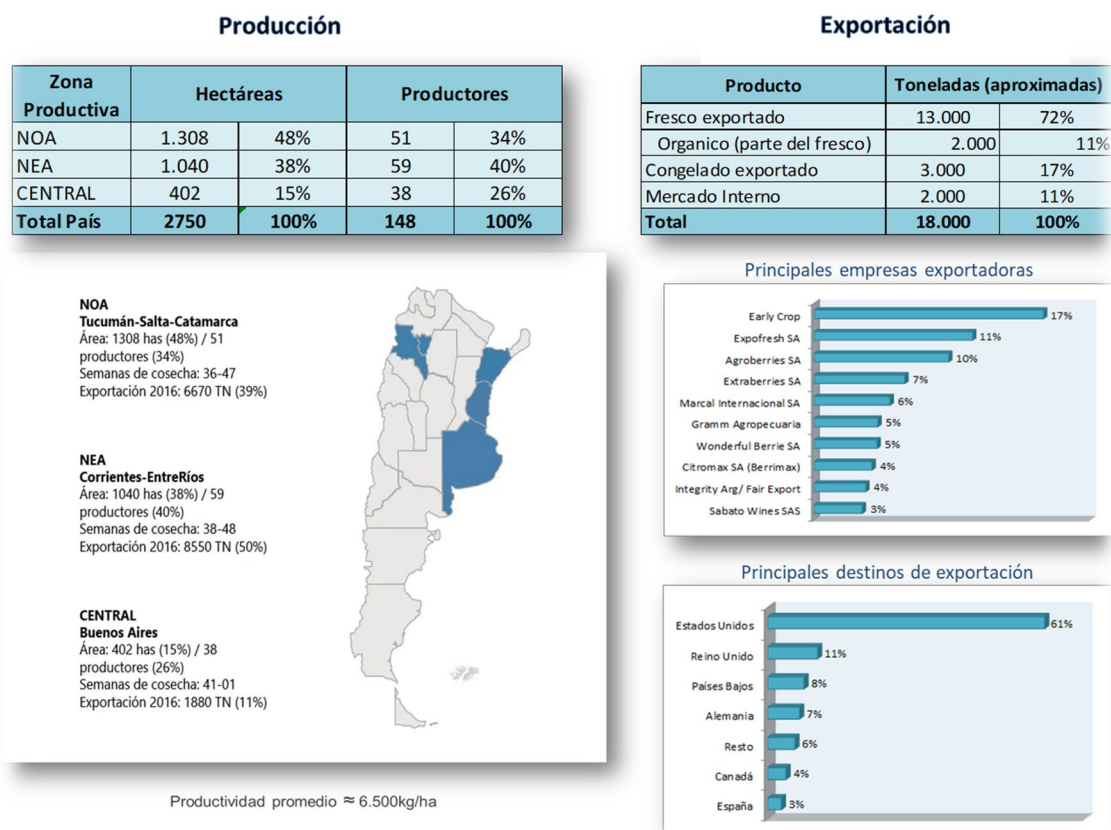 Producción
Zona Productiva Hectáreas Productores
NOA 1.308 48% 51 34%
NEA 1.040 38% 59 40%
CENTRAL 402 15% 38 26%
Total País 2750 100% 148 100%
NOA
Tucumán-Salta-Catamarca
Área: 1308 has (48%) / 51
productores (34%)
Semanas de cosecha: 36-47
Exportación 2016: 6670 TN (39%)
NEA
Corrientes-EntreRíos
Área: 1040 has (38%) / 59
productores (40%)
Semanas de cosecha: 38-48
Exportación 2016: 8550 TN (50%)
CENTRAL
Buenos Aires
Área: 402 has (15%) / 38
productores (26%)
Semanas de cosecha: 41-01
Exportación 2016: 1880 TN (11%)
Productividad promedio ≈ 6.500kg/ha
Exportación
Producto Toneladas (aproximadas)
Fresco exportado 13.000 72%
Organico (parte del fresco) 2.000 11%
Congelado exportado 3.000 17%
Mercado Interno 2.000 11%
Total 18.000 100%
Principales empresas exportadoras
Early Crop 17%
Expofresh SA 11%
Agroberries SA 10%
Extraberries SA 7%
Marcal Internacional SA 6%
Gramm Agropecuaria 5%
Wonderful Berrie SA 5%
Citromax SA (Berrimax) 4%
Integrity Arg/ Fair Export 4%
Sabato Wines SAS 3%
Principales destinos de exportación
Estados Unidos 61%
Reino Unido 11%
Países Bajos 8%
Alemania 7%
Resto 6%
Canadá 4%
España 3%